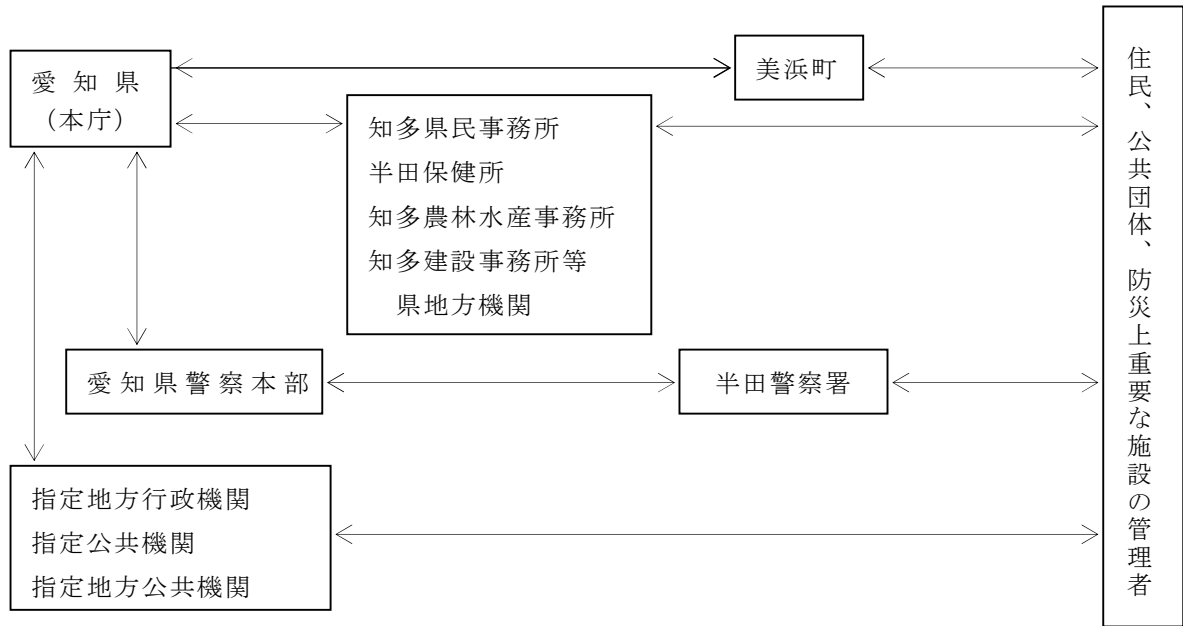 愛知県
(本庁)
美浜町
知多県民事務所
半田保健所
知多農林水産事務所
知多建設事務所等
県地方機関
愛知県警察本部
半田警察署
指定地方行政機関
指定公共機関
指定地方公共機関
住民、公共団体、防災上重要な施設の管理者